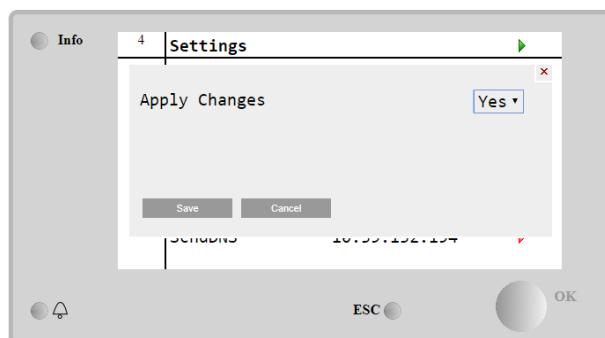 Info
4 Settings
Apply Changes Yes
Save Cancel
ESC
OK